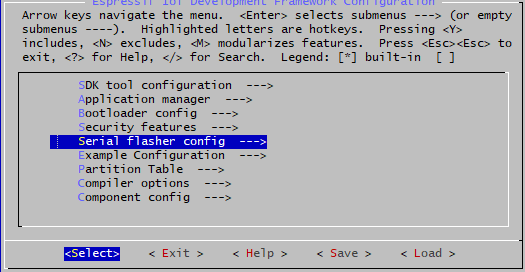 Espressif IoT Development Framework Configuration
Arrow keys navigate the menu.  <Enter> selects submenus ---> (or empty
submenus ----).  Highlighted letters are hotkeys.  Pressing <Y>
includes, <N> excludes, <M> modularizes features.  Press <Esc><Esc> to
exit, <?> for Help, </> for Search.  Legend: [*] built-in  [ ]
SDK tool configuration  --->
Application manager  --->
Bootloader config  --->
Security features  --->
Serial flasher config  --->
Example Configuration  --->
Partition Table  --->
Compiler options  --->
Component config  --->
<Select>    < Exit >    < Help >    < Save >    < Load >